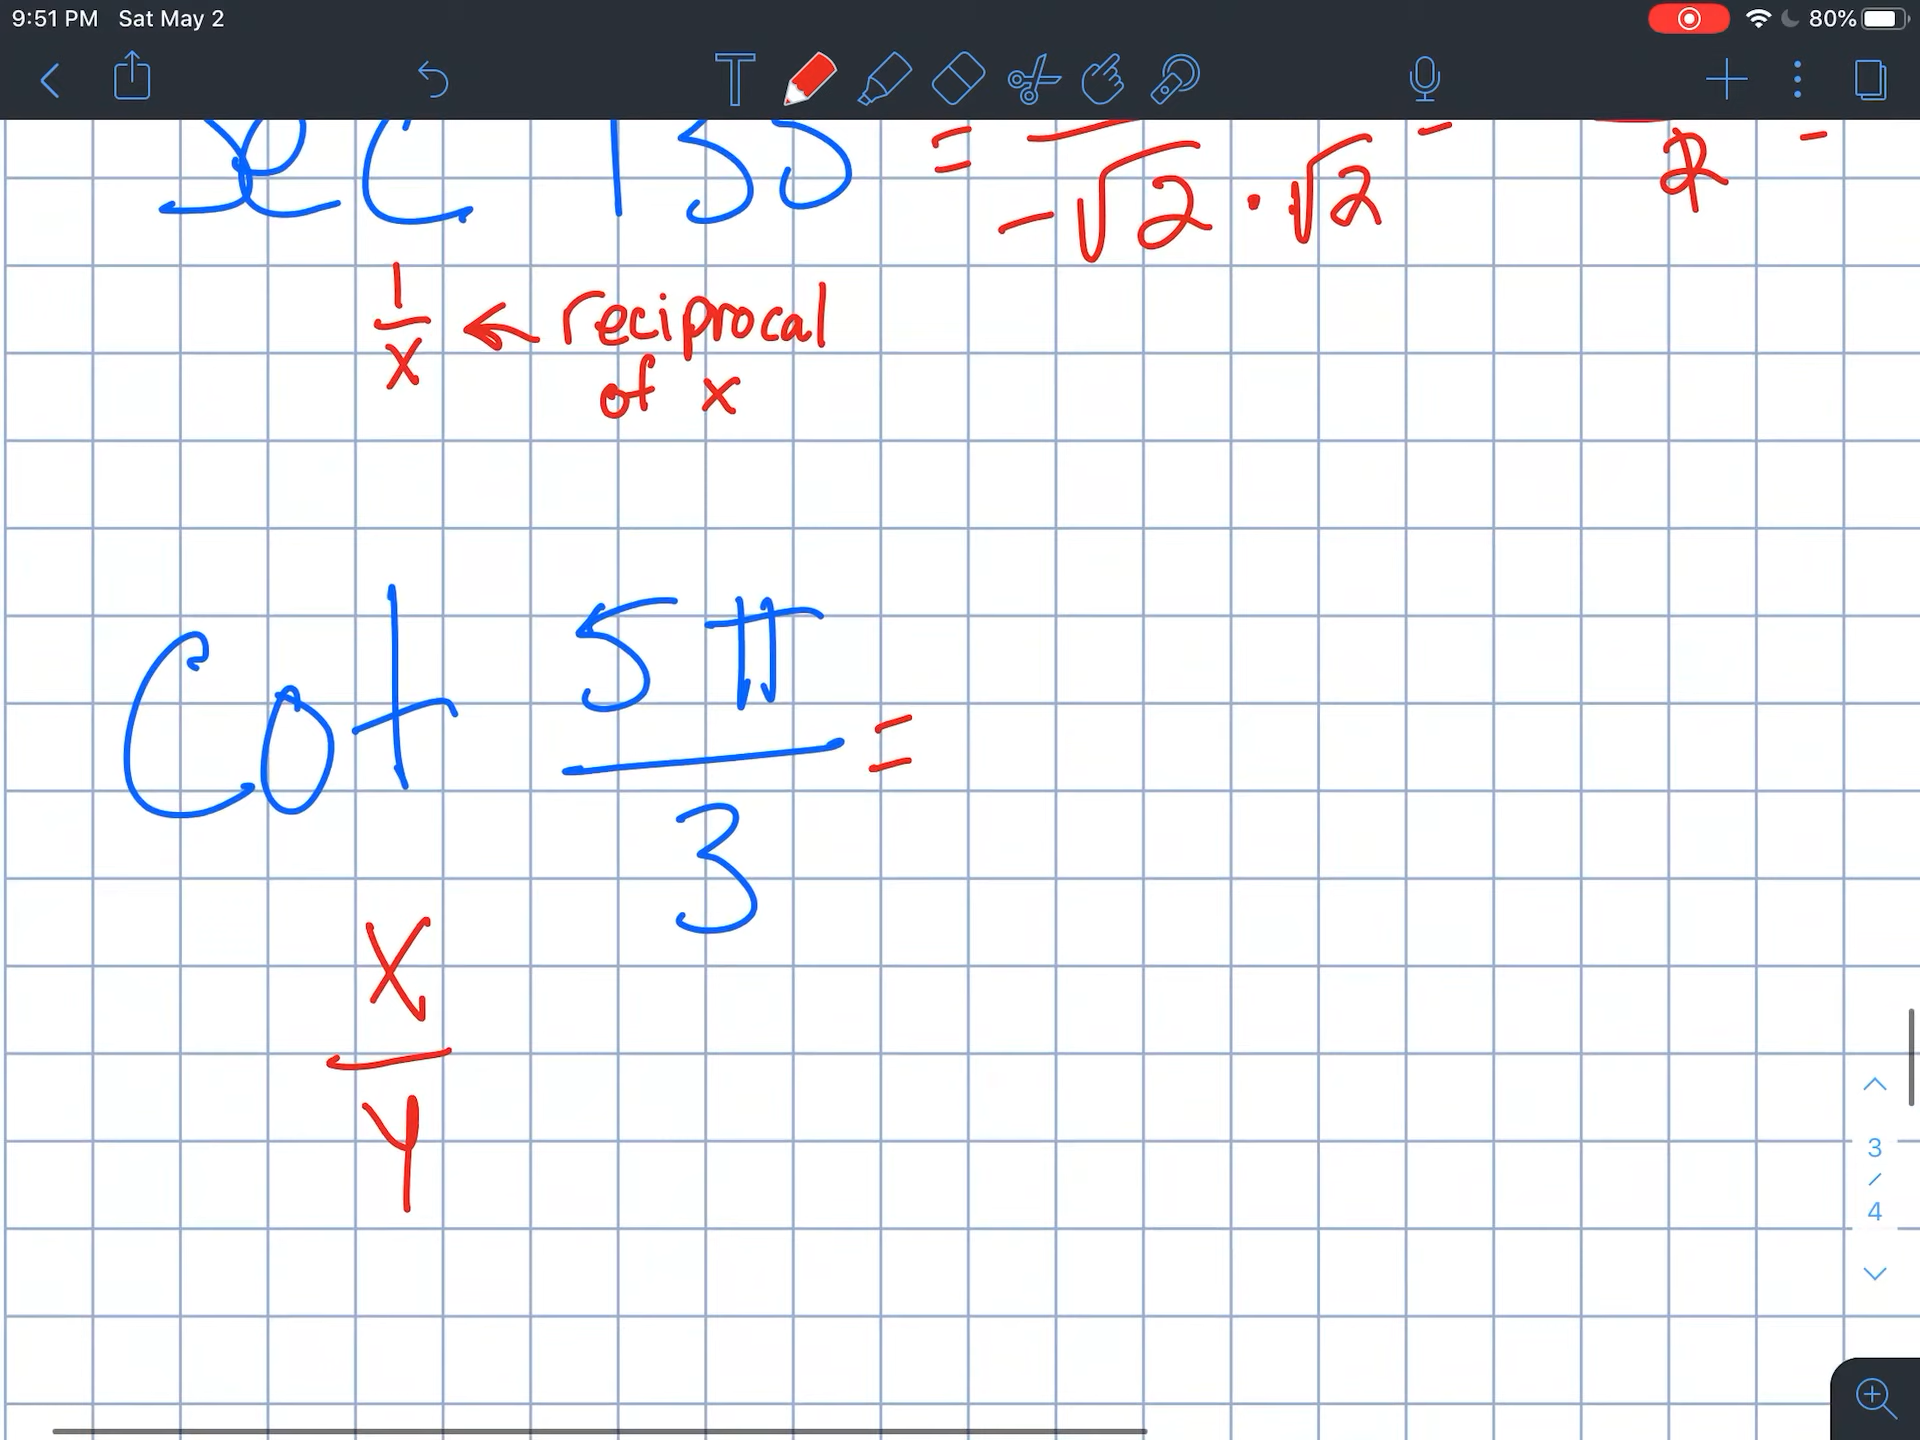 9:51 PM Sat May 2 80%
T
sec 135 = -√2 · √2 - 2 -
1/x ← reciprocal
of x
Cot 5π/3 =
X/Y
3
/
4